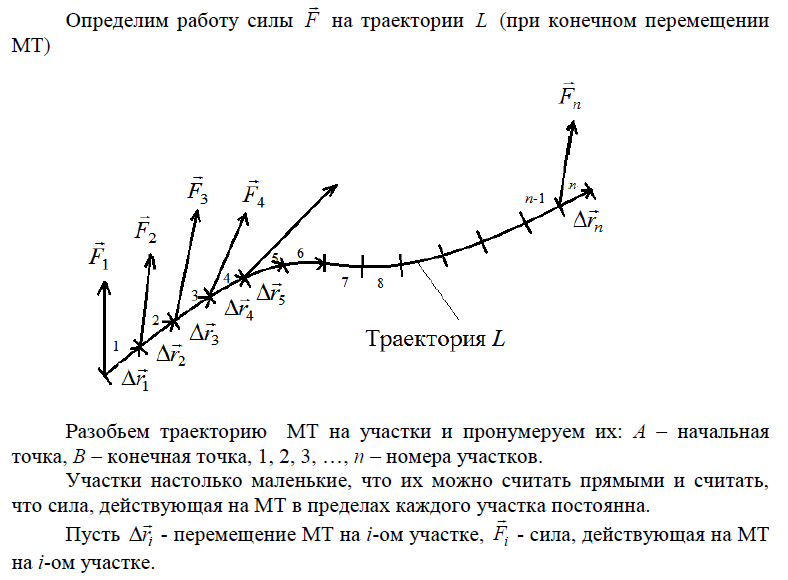 Определим работу силы F⃗ на траектории L (при конечном перемещении
МТ)
F⃗₁
F⃗₂
F⃗₃
F⃗₄
F⃗ₙ
1
2
3
4
5
6
7
8
n-1
n
Δr⃗₁
Δr⃗₂
Δr⃗₃
Δr⃗₄
Δr⃗₅
Δr⃗ₙ
Траектория L
Разобьем траекторию МТ на участки и пронумеруем их: A – начальная
точка, B – конечная точка, 1, 2, 3, …, n – номера участков.
Участки настолько маленькие, что их можно считать прямыми и считать,
что сила, действующая на МТ в пределах каждого участка постоянна.
Пусть Δr⃗ᵢ - перемещение МТ на i-ом участке, F⃗ᵢ - сила, действующая на МТ
на i-ом участке.